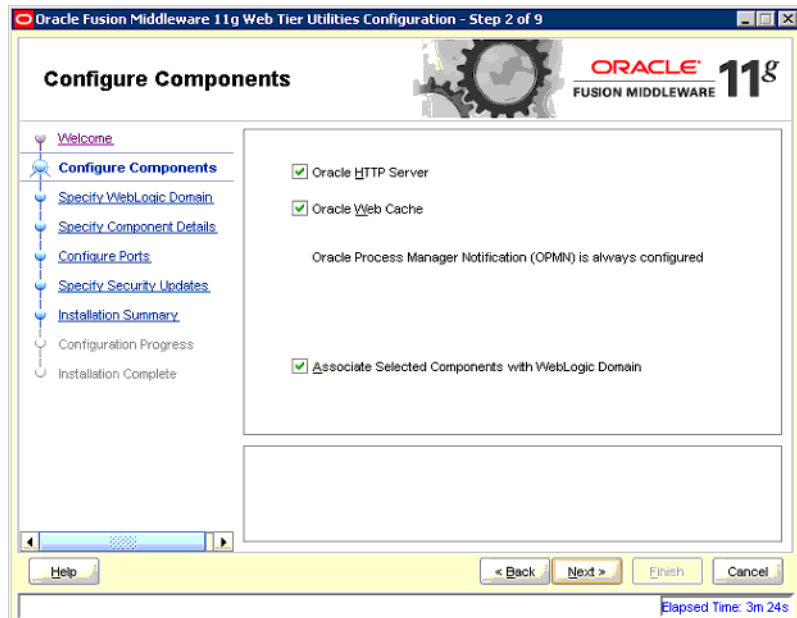 Oracle Fusion Middleware 11g Web Tier Utilities Configuration - Step 2 of 9
Configure Components
ORACLE
FUSION MIDDLEWARE
11g
Welcome
Configure Components
Specify WebLogic Domain
Specify Component Details
Configure Ports
Specify Security Updates
Installation Summary
Configuration Progress
Installation Complete
Oracle HTTP Server
Oracle Web Cache
Oracle Process Manager Notification (OPMN) is always configured
Associate Selected Components with WebLogic Domain
Help
< Back
Next >
Finish
Cancel
Elapsed Time: 3m 24s